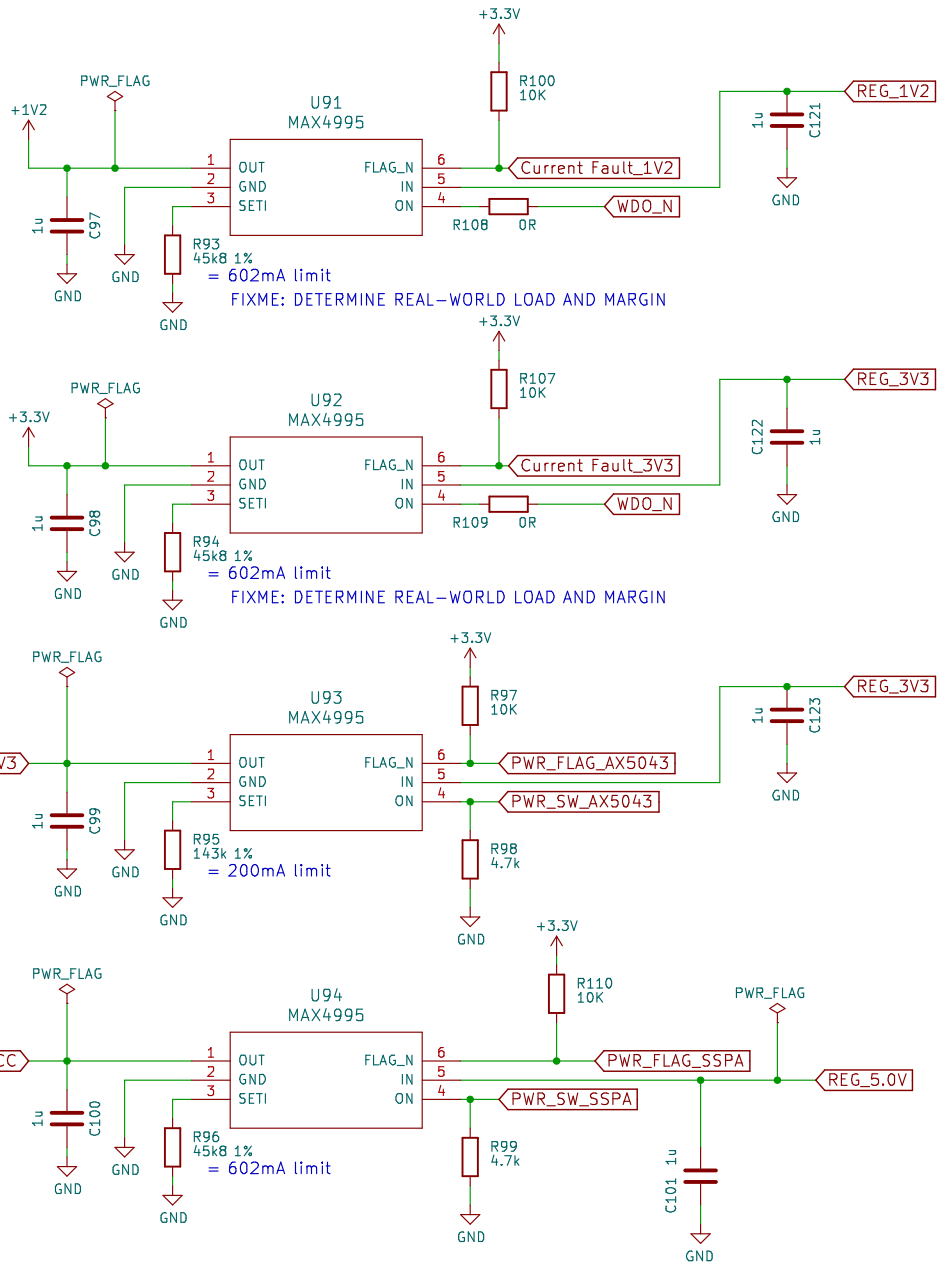 +3.3V
PWR_FLAG
R100
10K
REG_1V2
+1V2
U91
MAX4995
1u
C121
1 OUT FLAG_N 6
Current Fault_1V2
2 GND IN 5
3 SETI ON 4
GND
R108 0R
WDO_N
1u
C97
R93
45k8 1%
GND
= 602mA limit
GND
FIXME: DETERMINE REAL-WORLD LOAD AND MARGIN
GND
+3.3V
PWR_FLAG
R107
10K
REG_3V3
+3.3V
U92
MAX4995
C122
1u
1 OUT FLAG_N 6
Current Fault_3V3
2 GND IN 5
3 SETI ON 4
GND
R109 0R
WDO_N
1u
C98
R94
45k8 1%
GND
= 602mA limit
GND
FIXME: DETERMINE REAL-WORLD LOAD AND MARGIN
GND
+3.3V
PWR_FLAG
R97
10K
REG_3V3
U93
MAX4995
1u
C123
V3
1 OUT FLAG_N 6
PWR_FLAG_AX5043
2 GND IN 5
3 SETI ON 4
PWR_SW_AX5043
GND
1u
C99
R95
143k 1%
R98
4.7k
GND
= 200mA limit
GND
GND
GND
+3.3V
PWR_FLAG
R110
10K
PWR_FLAG
U94
MAX4995
CC
1 OUT FLAG_N 6
PWR_FLAG_SSPA
2 GND IN 5
REG_5.0V
3 SETI ON 4
PWR_SW_SSPA
1u
C100
R96
45k8 1%
R99
4.7k
C101 1u
GND
= 602mA limit
GND
GND
GND
GND